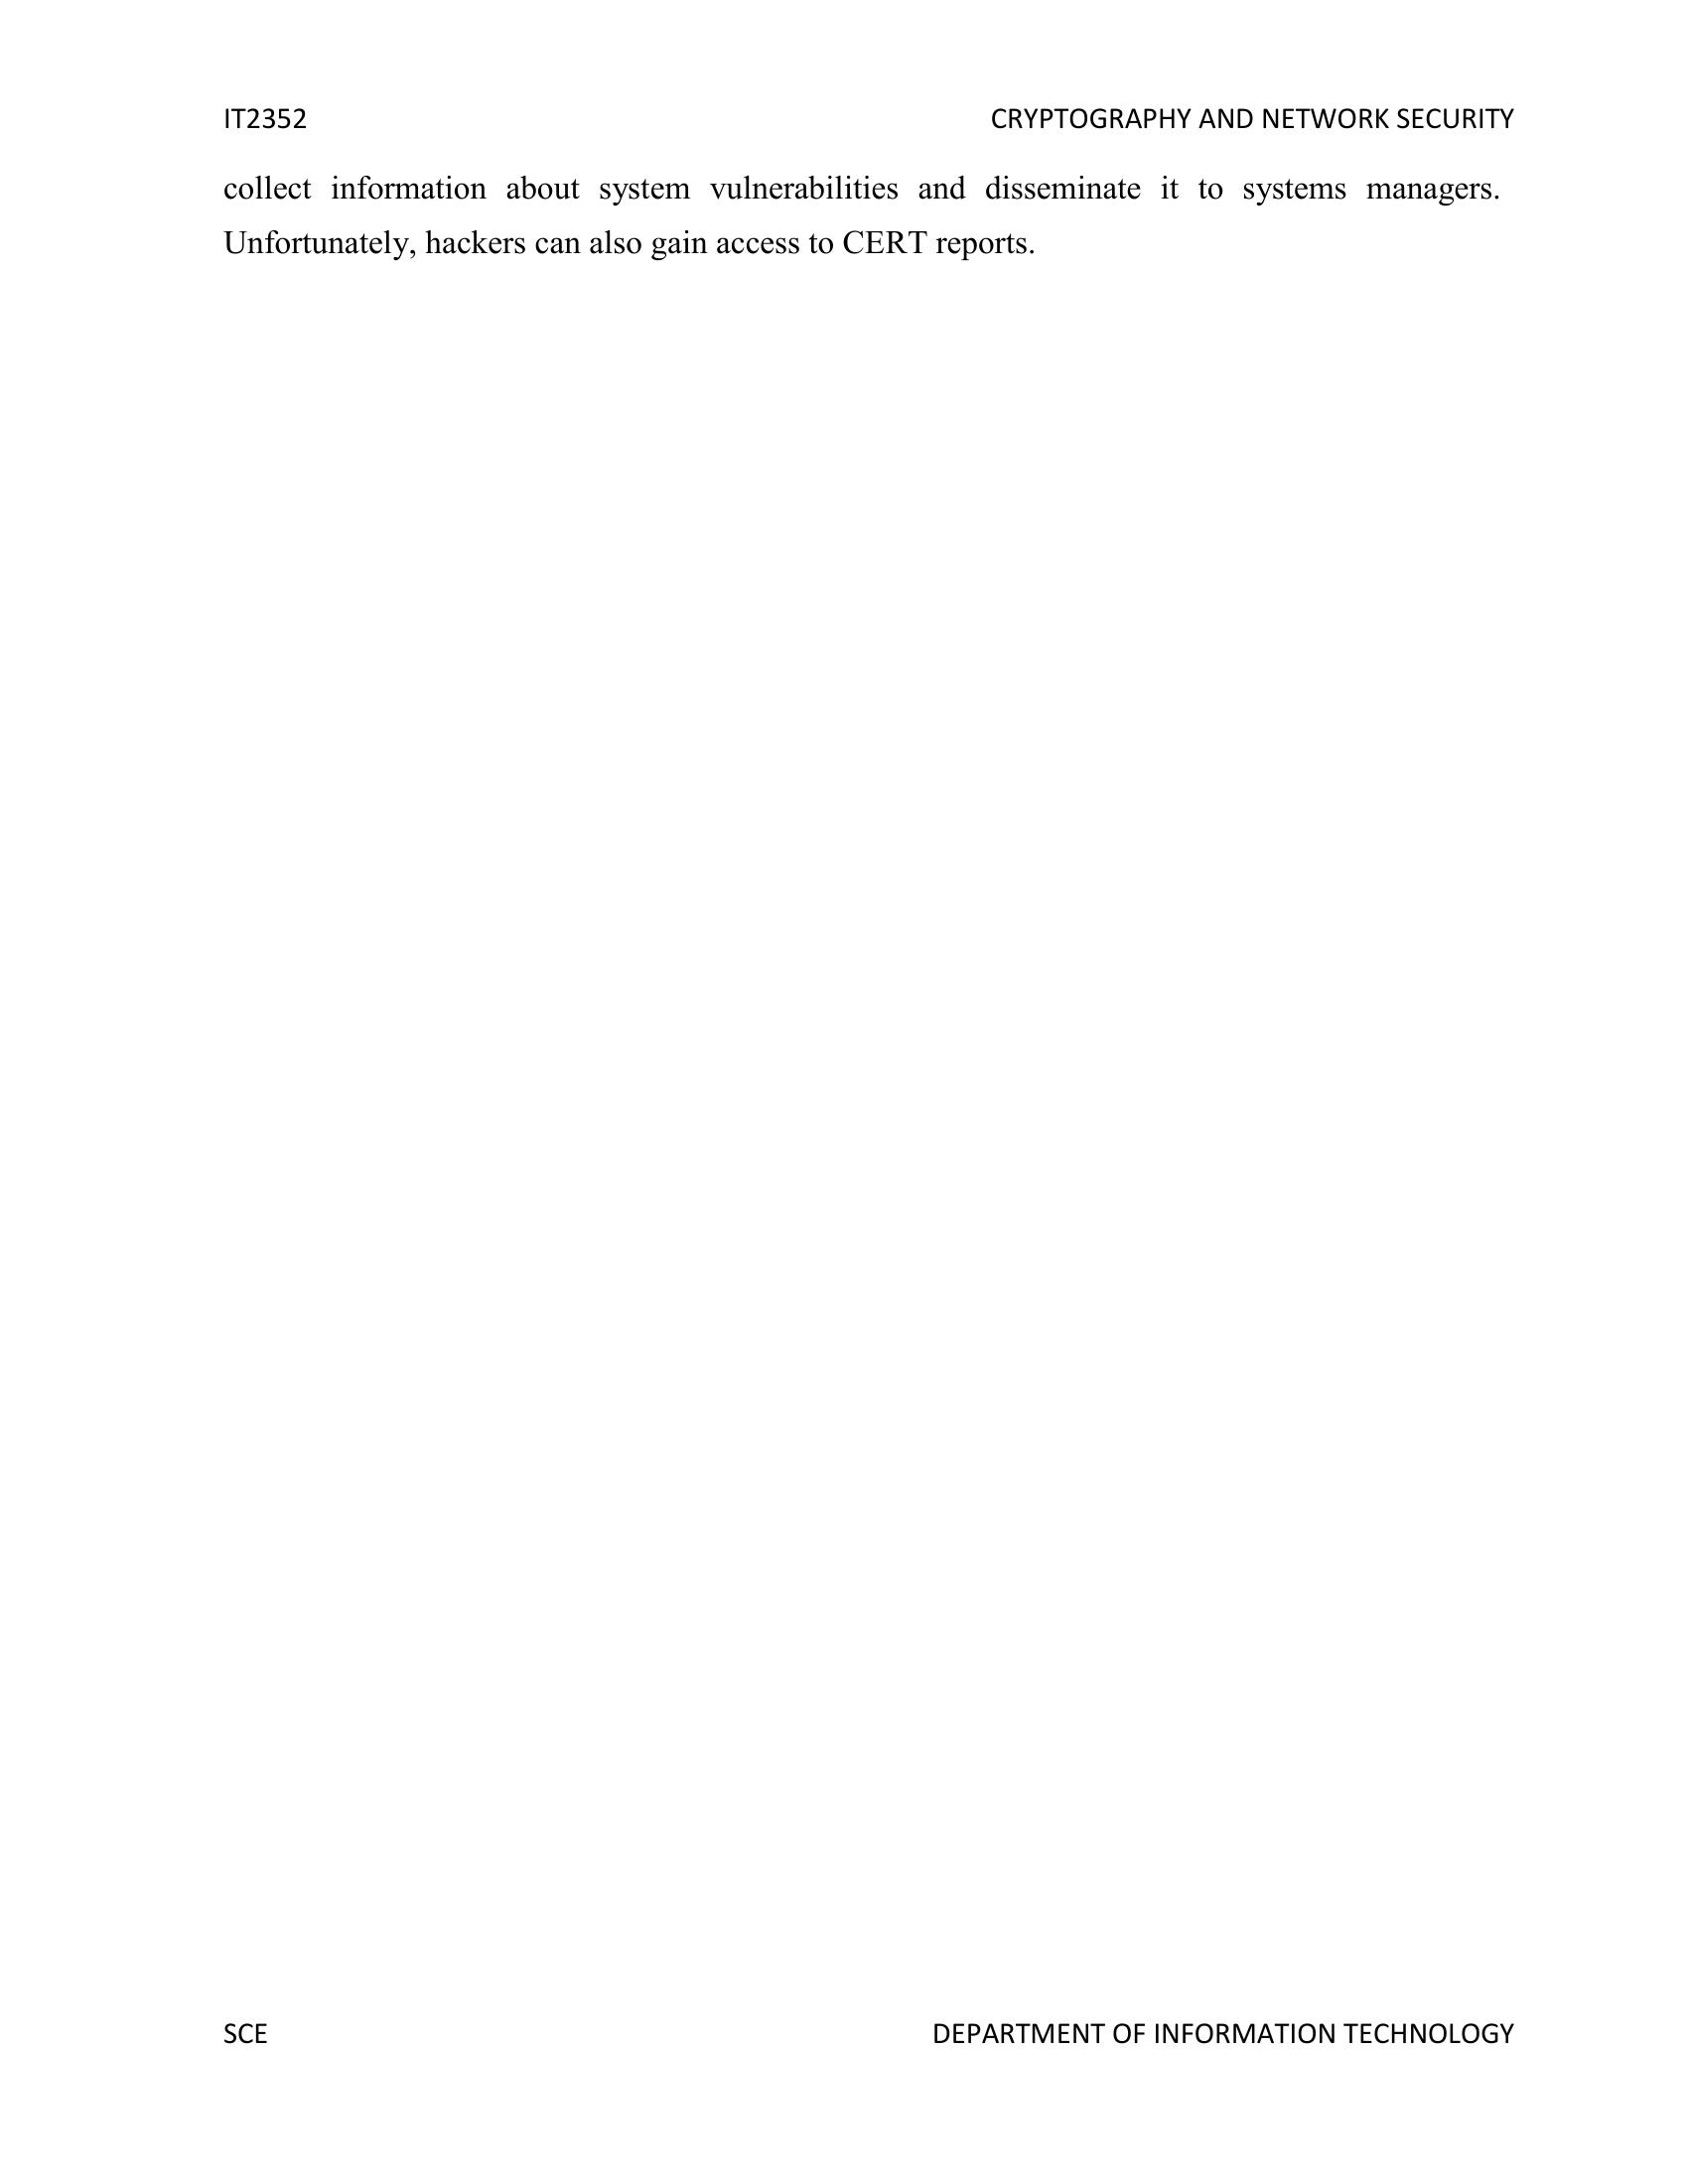 IT2352 CRYPTOGRAPHY AND NETWORK SECURITY
collect information about system vulnerabilities and disseminate it to systems managers.
Unfortunately, hackers can also gain access to CERT reports.
SCE DEPARTMENT OF INFORMATION TECHNOLOGY